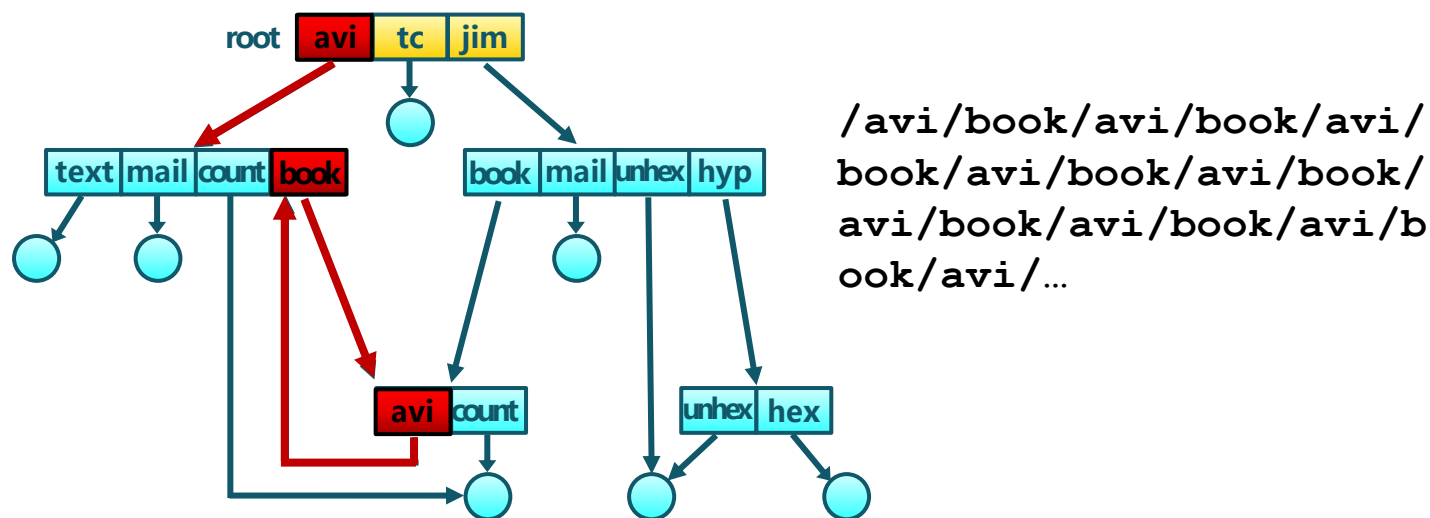 root avi tc jim
/avi/book/avi/book/avi/
book/avi/book/avi/book/
avi/book/avi/book/avi/b
ook/avi/…
text mail count book
book mail unhex hyp
avi count
unhex hex